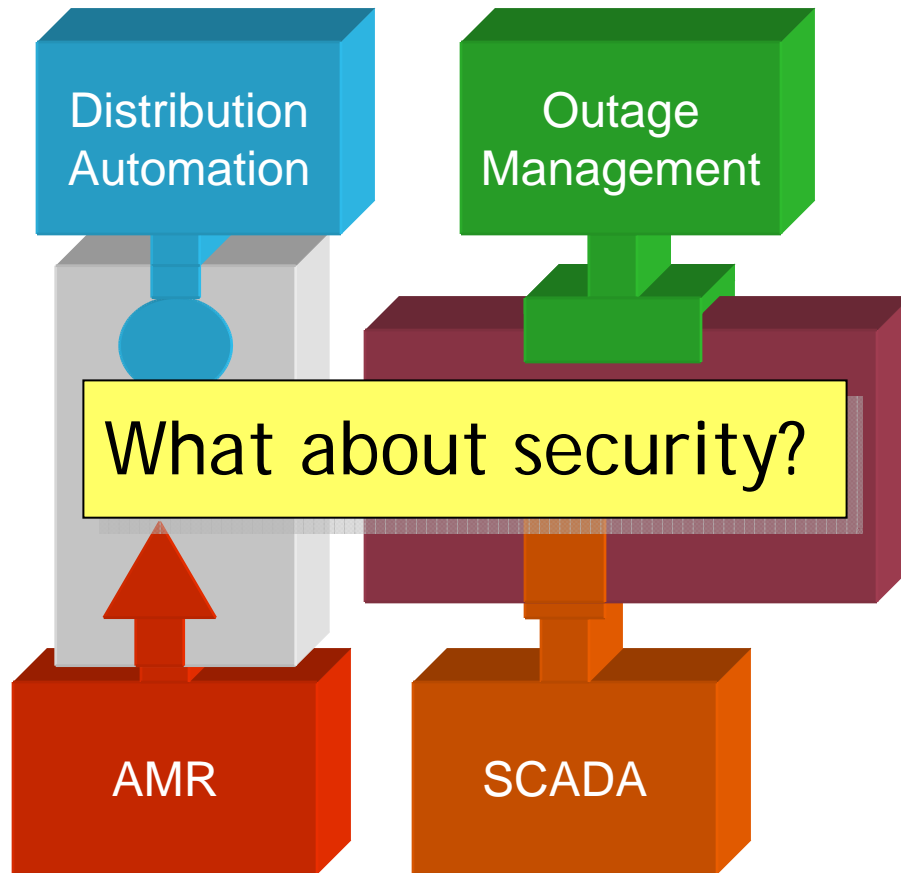 Distribution
Automation
Outage
Management
What about security?
AMR
SCADA